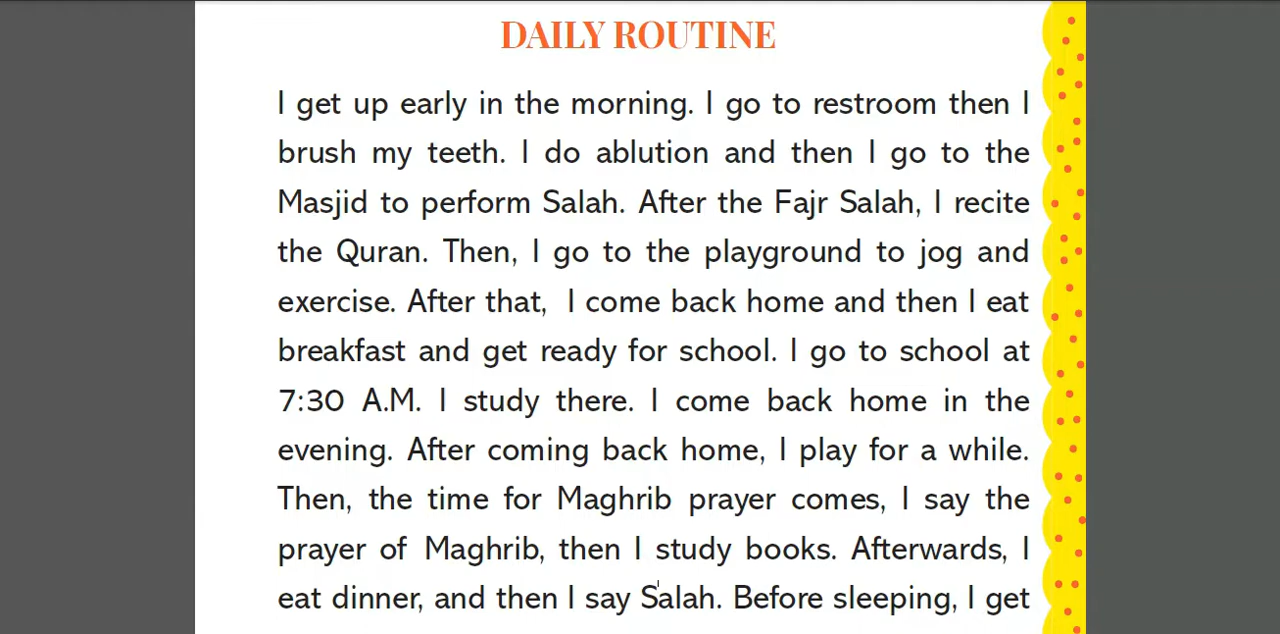 DAILY ROUTINE
I get up early in the morning. I go to restroom then I
brush my teeth. I do ablution and then I go to the
Masjid to perform Salah. After the Fajr Salah, I recite
the Quran. Then, I go to the playground to jog and
exercise. After that, I come back home and then I eat
breakfast and get ready for school. I go to school at
7:30 A.M. I study there. I come back home in the
evening. After coming back home, I play for a while.
Then, the time for Maghrib prayer comes, I say the
prayer of Maghrib, then I study books. Afterwards, I
eat dinner, and then I say Salah. Before sleeping, I get